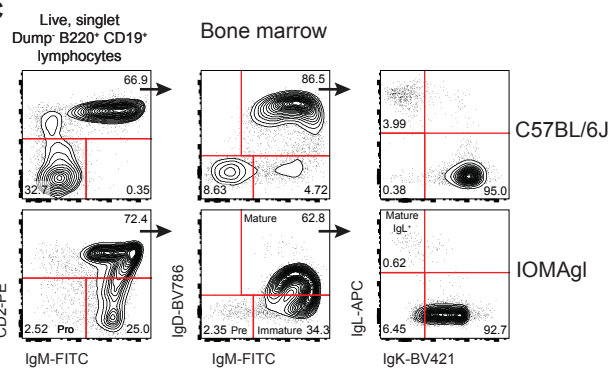 C
Live, singlet
Dump⁻ B220⁺ CD19⁺
lymphocytes
Bone marrow
66.9
32.7
0.35
86.5
8.63
4.72
3.99
0.38
95.0
C57BL/6J
72.4
2.52
Pro
25.0
Mature
62.8
2.35
Pre
Immature
34.3
Mature
IgL⁺
0.62
6.45
92.7
IOMAgl
CD2-PE
IgD-BV786
IgL-APC
IgM-FITC
IgM-FITC
IgK-BV421